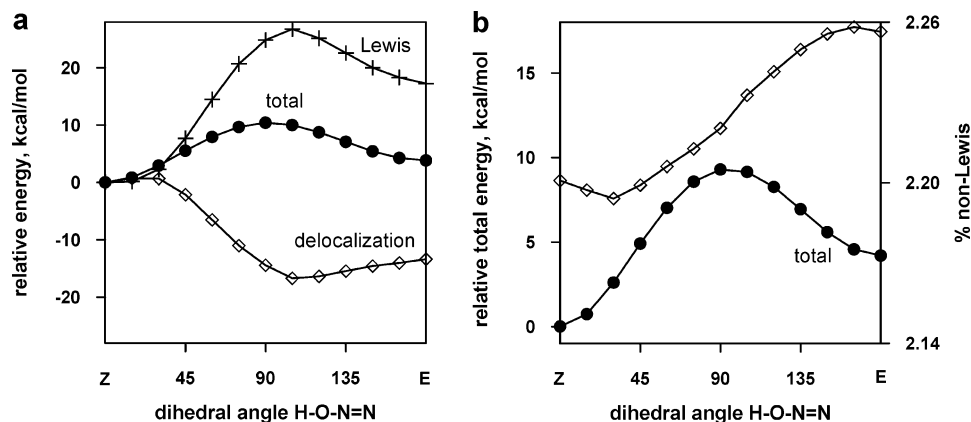 a
relative energy, kcal/mol
20
10
0
-10
-20
Lewis
total
delocalization
Z
45
90
135
E
dihedral angle H-O-N=N
b
relative total energy, kcal/mol
15
10
5
0
total
2.26
2.20
2.14
% non-Lewis
Z
45
90
135
E
dihedral angle H-O-N=N